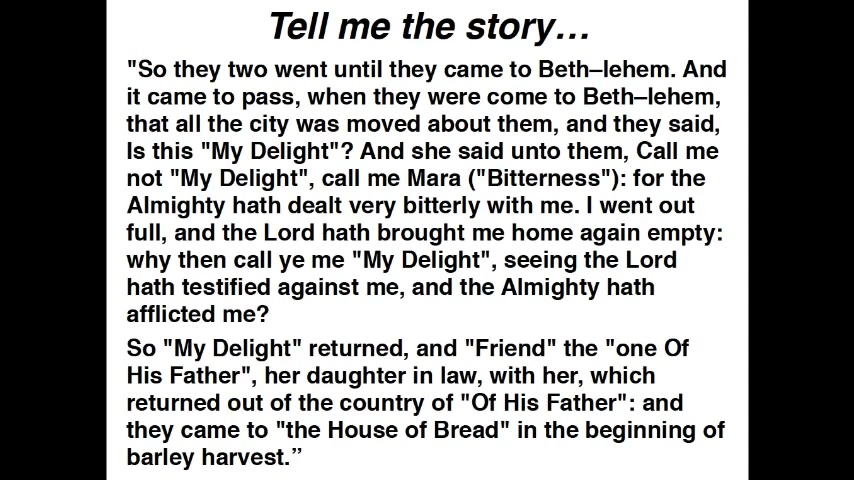 Tell me the story...
"So they two went until they came to Beth–lehem. And
it came to pass, when they were come to Beth–lehem,
that all the city was moved about them, and they said,
Is this "My Delight"? And she said unto them, Call me
not "My Delight", call me Mara ("Bitterness"): for the
Almighty hath dealt very bitterly with me. I went out
full, and the Lord hath brought me home again empty:
why then call ye me "My Delight", seeing the Lord
hath testified against me, and the Almighty hath
afflicted me?
So "My Delight" returned, and "Friend" the "one Of
His Father", her daughter in law, with her, which
returned out of the country of "Of His Father": and
they came to "the House of Bread" in the beginning of
barley harvest.”